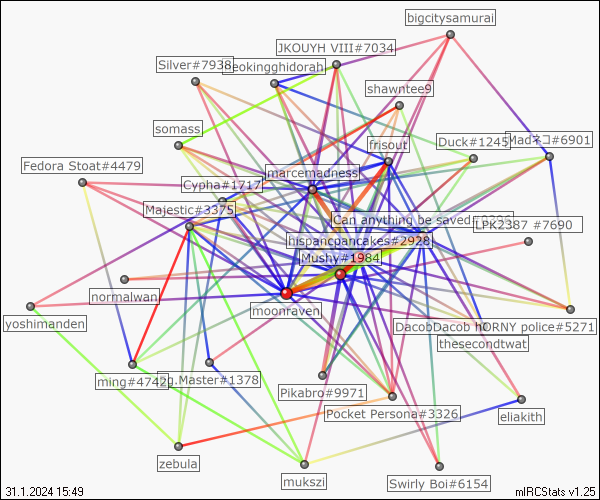 bigcitysamurai
JKOUYH VIII#7034
Silver#7938
eokingghidorah
shawntee9
somass
frisout
Duck#1245
Madネコ#6901
Fedora Stoat#4479
marcemadness
Cypha#1717
Majestic#3375
Can anything be saved
LPK2387 #7690
hispancpancakes#2928
Mushy#1984
normalwan
moonraven
yoshimanden
DacobDacob
HORNY police#5271
thesecondtwat
ming#4742
g.Master#1378
Pikabro#9971
Pocket Persona#3326
eliakith
zebula
mukszi
Swirly Boi#6154
31.1.2024 15:49
mIRCStats v1.25